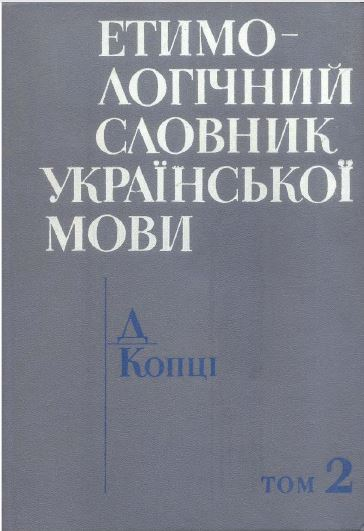 ЕТИМО-
ЛОГІЧНИЙ
СЛОВНИК
УКРАЇНСЬКОЇ
МОВИ
Д
Копці
ТОМ 2